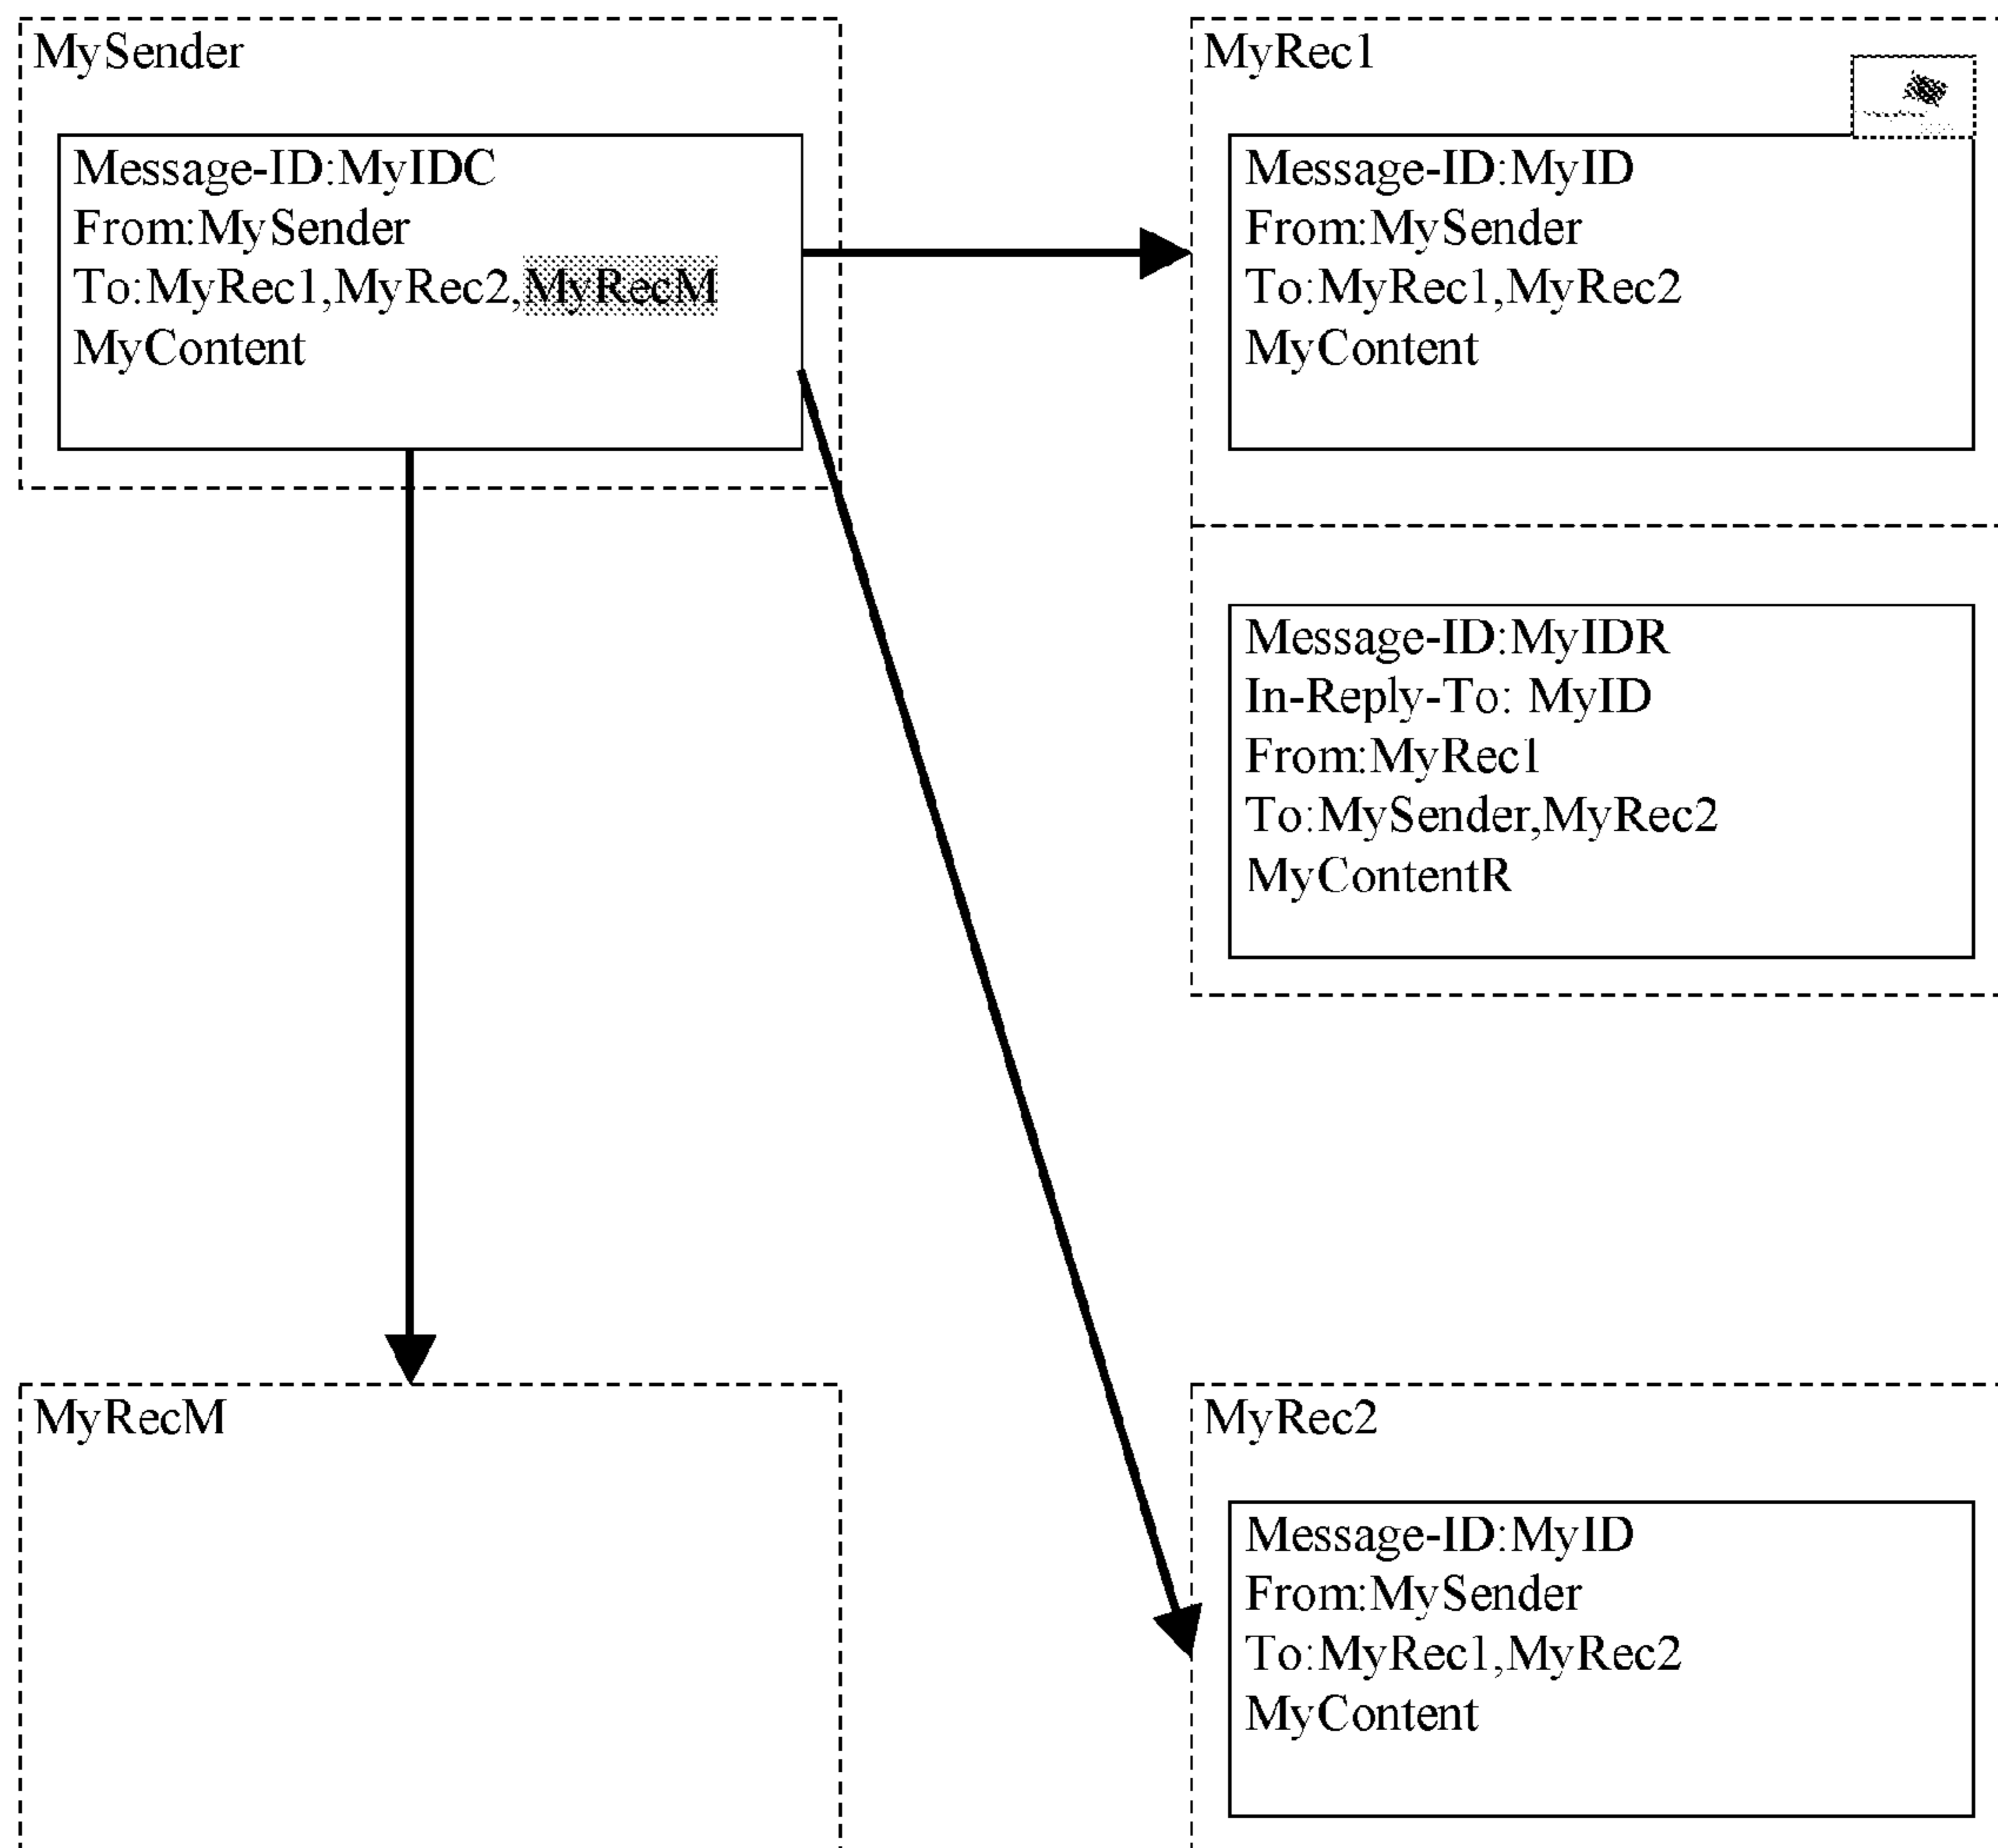 MySender
Message-ID:MyIDC
From:MySender
To:MyRec1,MyRec2,MyRecM
MyContent
MyRec1
Message-ID:MyID
From:MySender
To:MyRec1,MyRec2
MyContent
Message-ID:MyIDR
In-Reply-To: MyID
From:MyRec1
To:MySender,MyRec2
MyContentR
MyRecM
MyRec2
Message-ID:MyID
From:MySender
To:MyRec1,MyRec2
MyContent